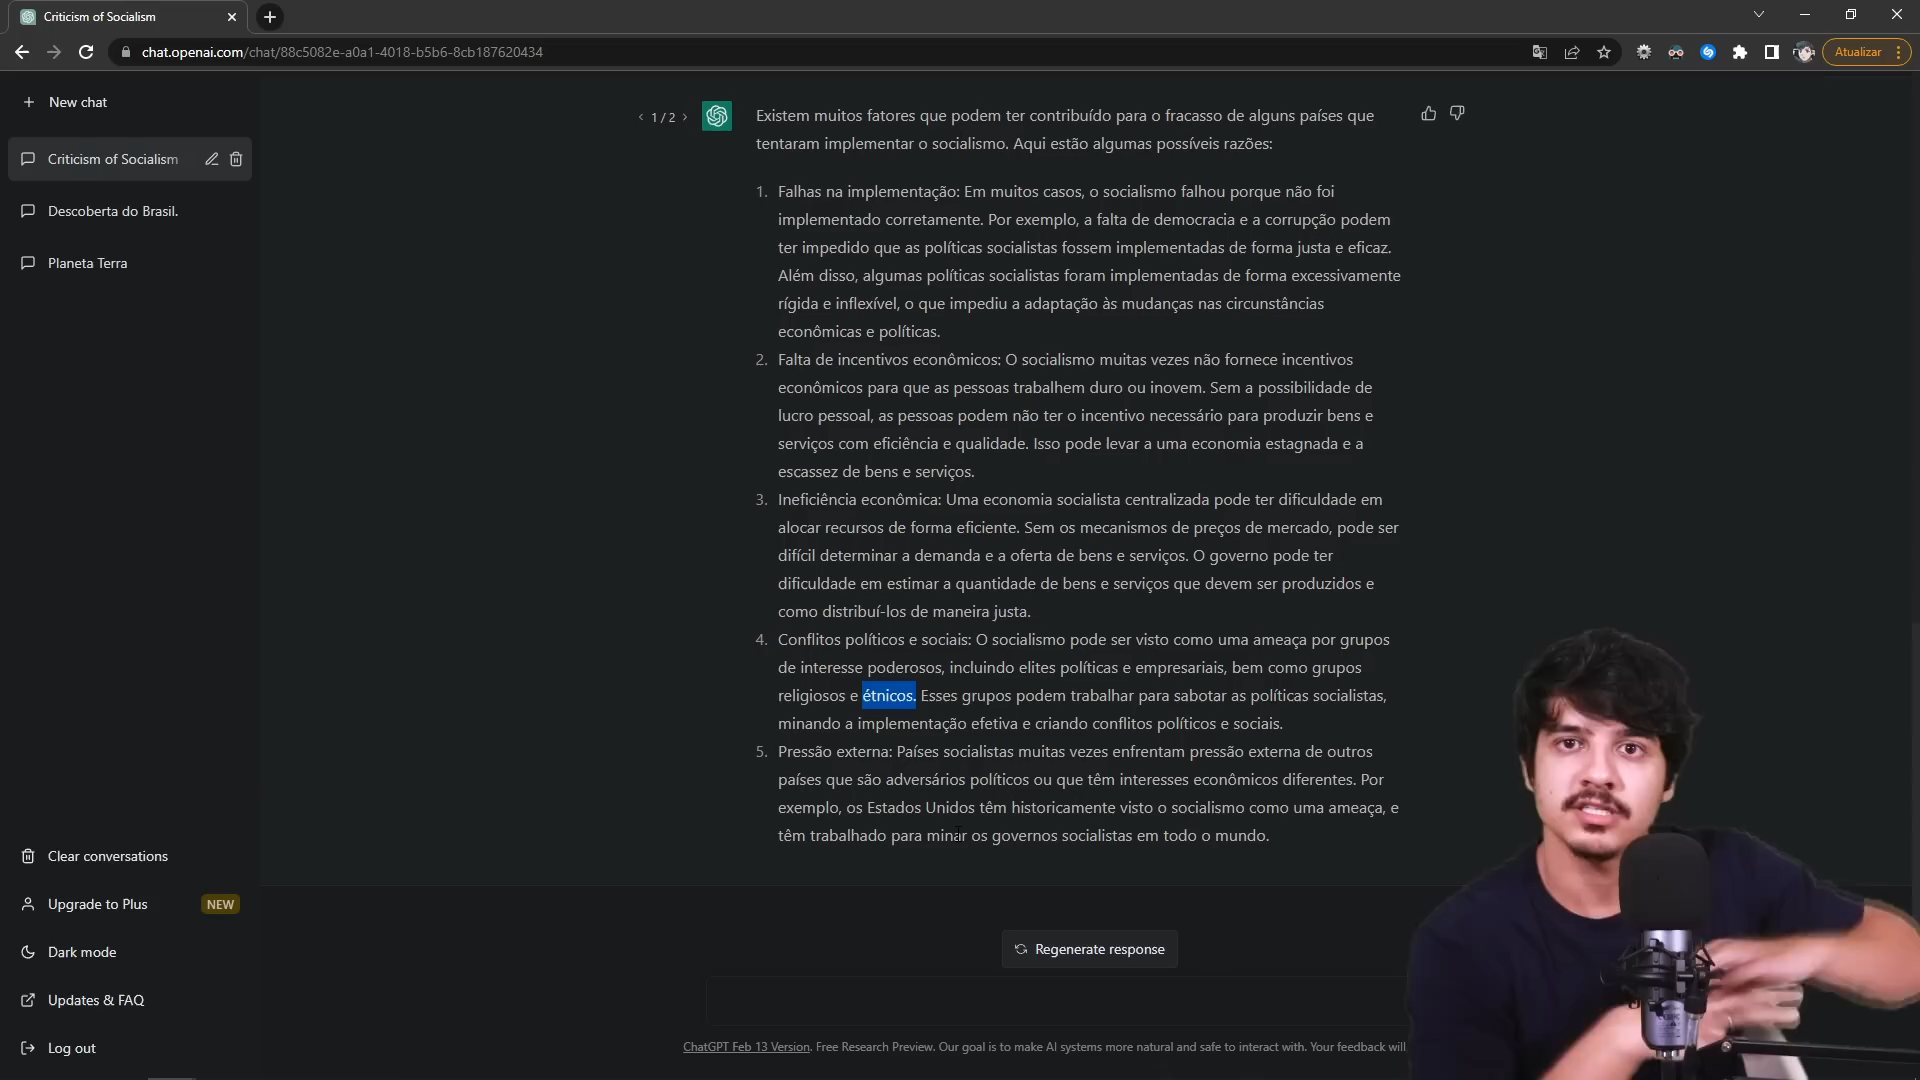 Criticism of Socialism
chat.openai.com/chat/88c5082e-a0a1-4018-b5b6-8cb187620434
Atualizar
New chat
Criticism of Socialism
Descoberta do Brasil.
Planeta Terra
1 / 2
Existem muitos fatores que podem ter contribuído para o fracasso de alguns países que
tentaram implementar o socialismo. Aqui estão algumas possíveis razões:
1. Falhas na implementação: Em muitos casos, o socialismo falhou porque não foi
implementado corretamente. Por exemplo, a falta de democracia e a corrupção podem
ter impedido que as políticas socialistas fossem implementadas de forma justa e eficaz.
Além disso, algumas políticas socialistas foram implementadas de forma excessivamente
rígida e inflexível, o que impediu a adaptação às mudanças nas circunstâncias
econômicas e políticas.
2. Falta de incentivos econômicos: O socialismo muitas vezes não fornece incentivos
econômicos para que as pessoas trabalhem duro ou inovem. Sem a possibilidade de
lucro pessoal, as pessoas podem não ter o incentivo necessário para produzir bens e
serviços com eficiência e qualidade. Isso pode levar a uma economia estagnada e a
escassez de bens e serviços.
3. Ineficiência econômica: Uma economia socialista centralizada pode ter dificuldade em
alocar recursos de forma eficiente. Sem os mecanismos de preços de mercado, pode ser
difícil determinar a demanda e a oferta de bens e serviços. O governo pode ter
dificuldade em estimar a quantidade de bens e serviços que devem ser produzidos e
como distribuí-los de maneira justa.
4. Conflitos políticos e sociais: O socialismo pode ser visto como uma ameaça por grupos
de interesse poderosos, incluindo elites políticas e empresariais, bem como grupos
religiosos e étnicos. Esses grupos podem trabalhar para sabotar as políticas socialistas,
minando a implementação efetiva e criando conflitos políticos e sociais.
5. Pressão externa: Países socialistas muitas vezes enfrentam pressão externa de outros
países que são adversários políticos ou que têm interesses econômicos diferentes. Por
exemplo, os Estados Unidos têm historicamente visto o socialismo como uma ameaça, e
têm trabalhado para minar os governos socialistas em todo o mundo.
Clear conversations
Upgrade to Plus NEW
Dark mode
Updates & FAQ
Log out
Regenerate response
ChatGPT Feb 13 Version. Free Research Preview. Our goal is to make AI systems more natural and safe to interact with. Your feedback will